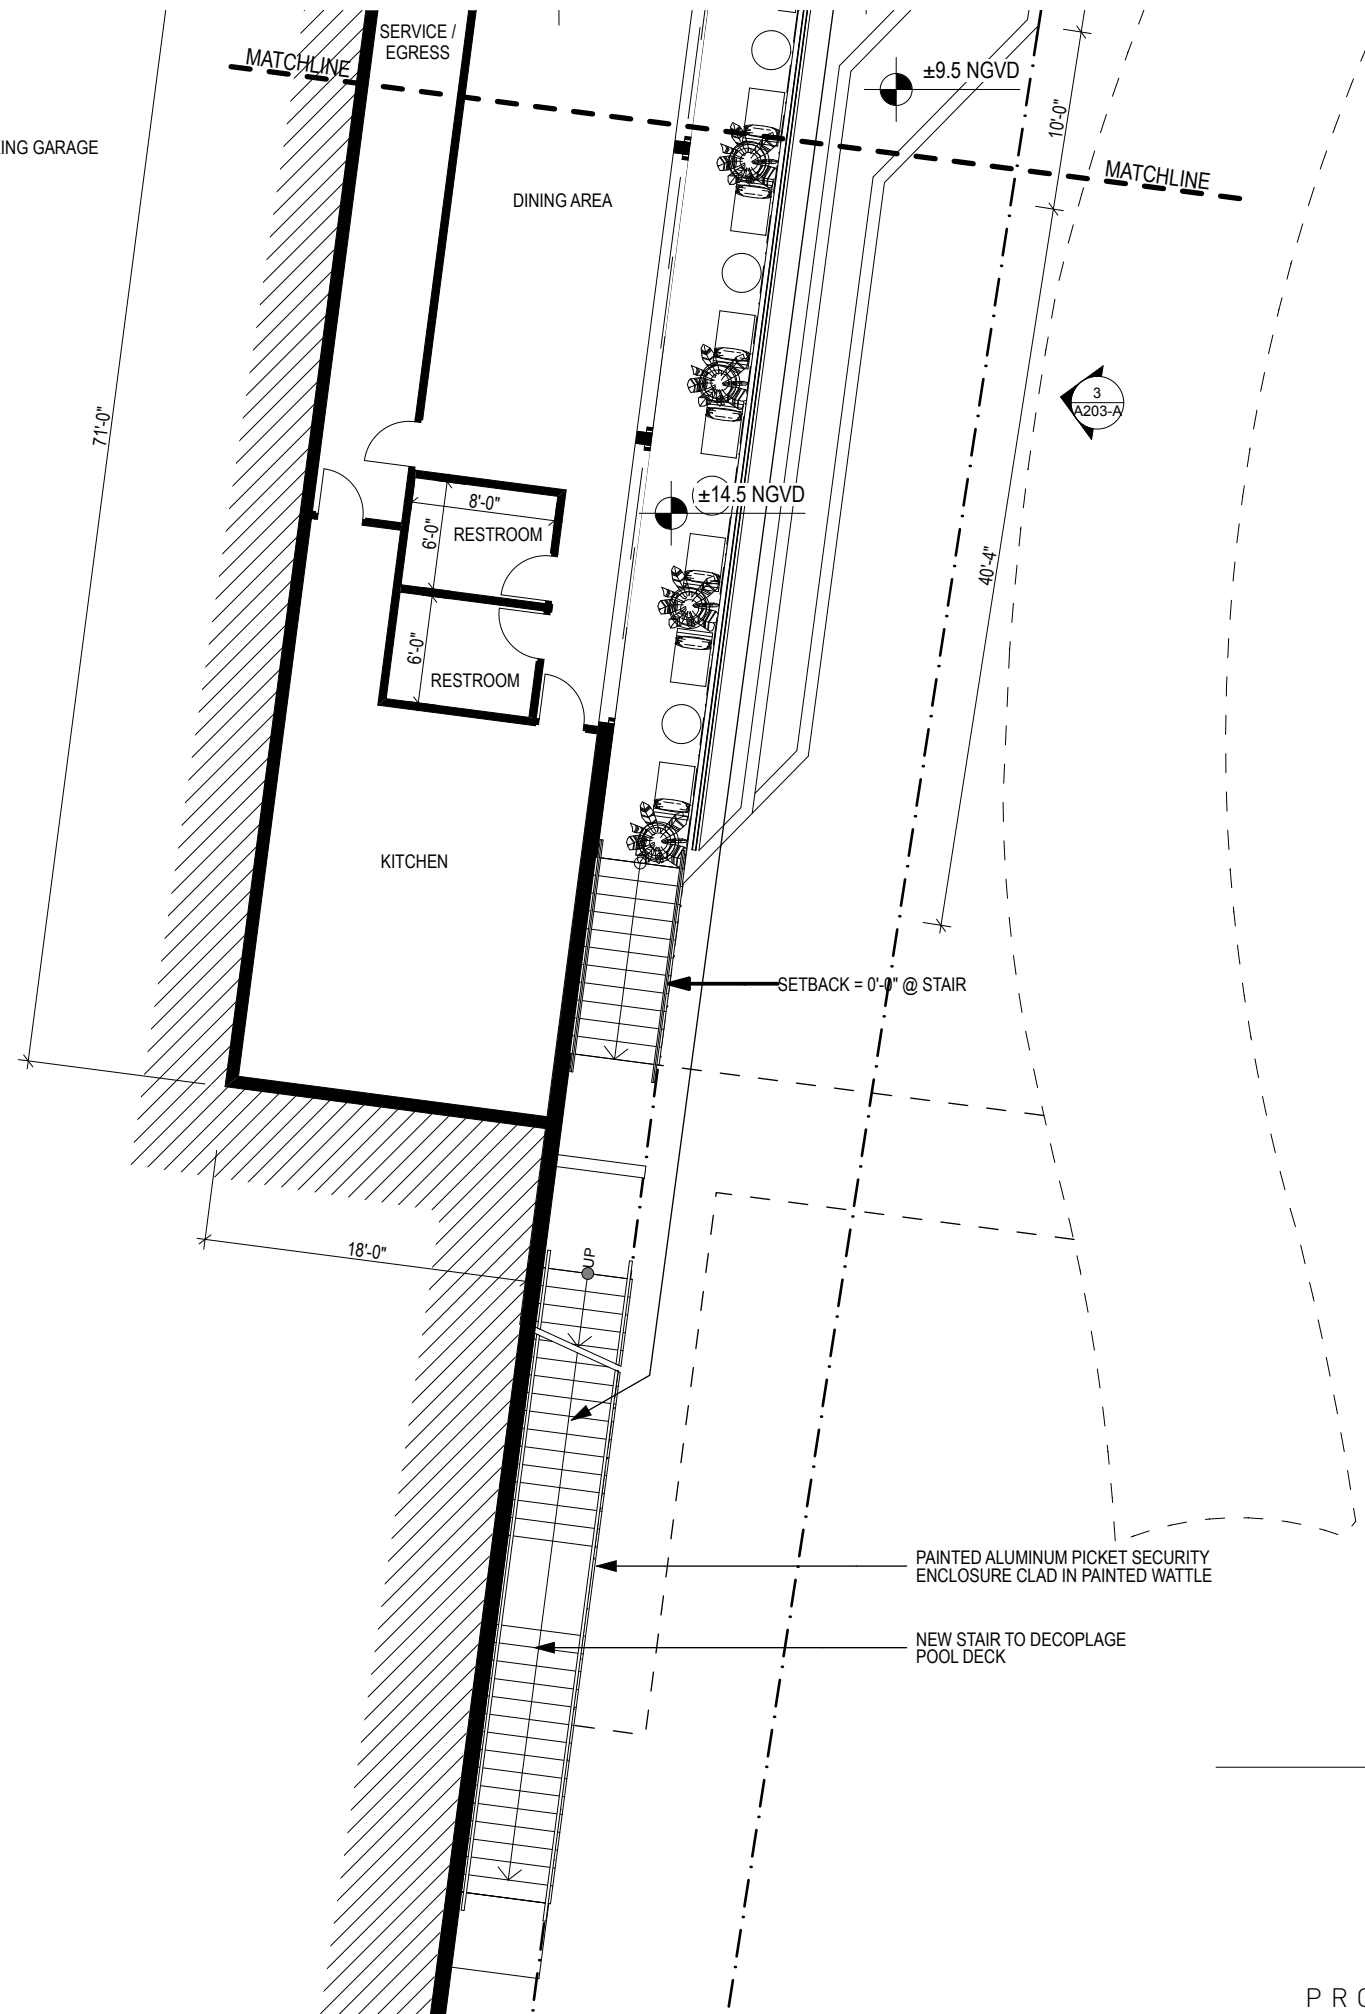 SERVICE /
EGRESS
MATCHLINE
±9.5 NGVD
10'-0"
ING GARAGE
MATCHLINE
DINING AREA
3
A203-A
71'-0"
8'-0"
±14.5 NGVD
6'-0"
RESTROOM
40'-4"
6'-0"
RESTROOM
KITCHEN
SETBACK = 0'-0" @ STAIR
18'-0"
UP
PAINTED ALUMINUM PICKET SECURITY
ENCLOSURE CLAD IN PAINTED WATTLE
NEW STAIR TO DECOPLAGE
POOL DECK
PRO